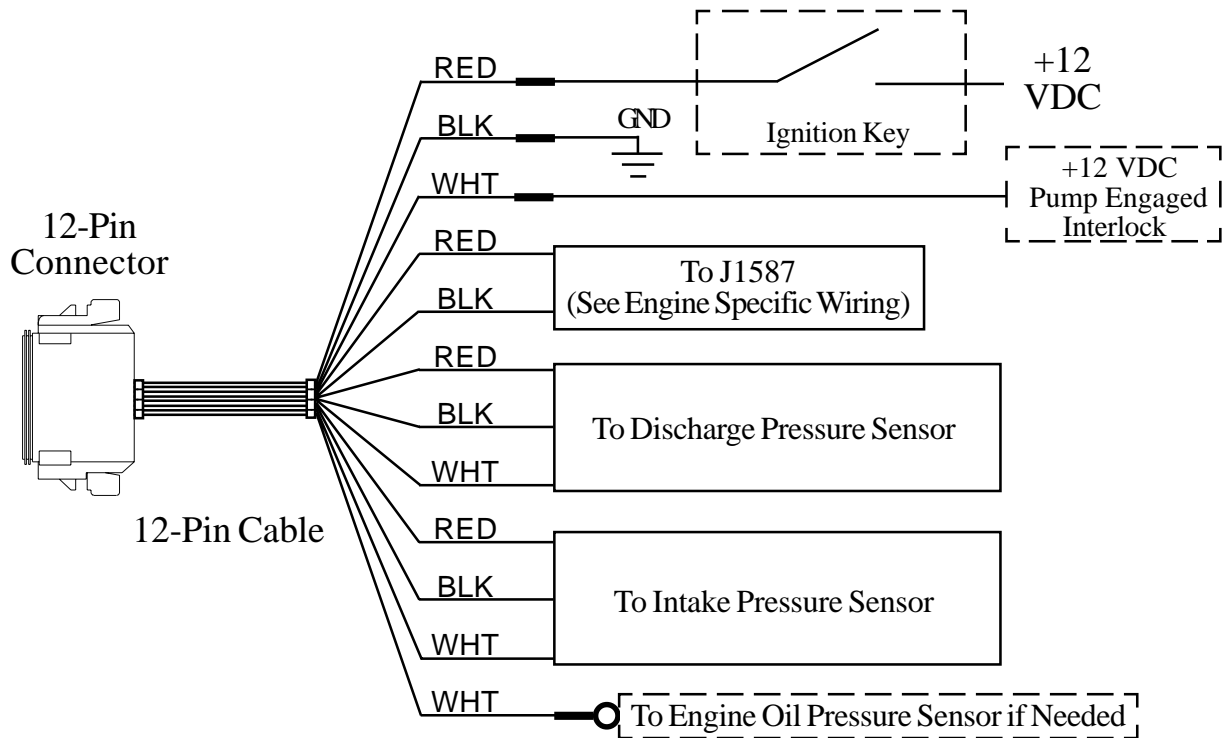 RED
+12
VDC
BLK
GND
Ignition Key
WHT
+12 VDC
Pump Engaged
Interlock
12-Pin
Connector
RED
To J1587
(See Engine Specific Wiring)
BLK
RED
BLK
To Discharge Pressure Sensor
WHT
12-Pin Cable
RED
BLK
To Intake Pressure Sensor
WHT
WHT
To Engine Oil Pressure Sensor if Needed